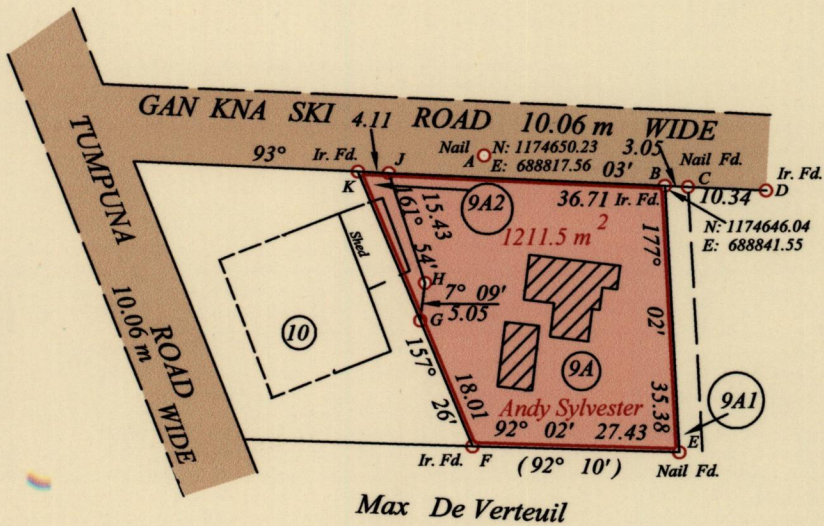 GAN KNA SKI ROAD 10.06 m WIDE
TUMPUNA ROAD WIDE
10.06 m
93°
Ir. Fd.
4.11
J
K
Nail
A
N: 1174650.23
E: 688817.56
03'
3.05
Nail Fd.
B
C
Ir. Fd.
D
10.34
36.71
Ir. Fd.
N: 1174646.04
E: 688841.55
9A2
15.43
161° 54'
1211.5 m²
177° 02'
35.38
Shed
H
7° 09'
5.05
G
10
157° 26'
18.01
9A
9A1
Andy Sylvester
92° 02' 27.43
E
Ir. Fd.
F
(92° 10')
Nail Fd.
Max De Verteuil